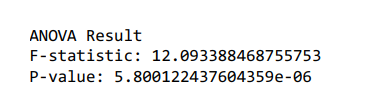 ANOVA Result
F-statistic: 12.093388468755753
P-value: 5.800122437604359e-06